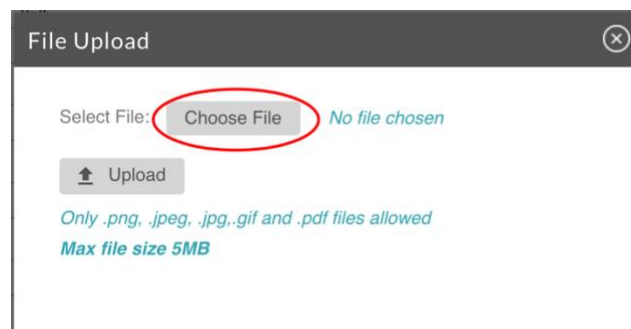 File Upload
Select File: Choose File No file chosen
Upload
Only .png, .jpeg, .jpg,.gif and .pdf files allowed
Max file size 5MB